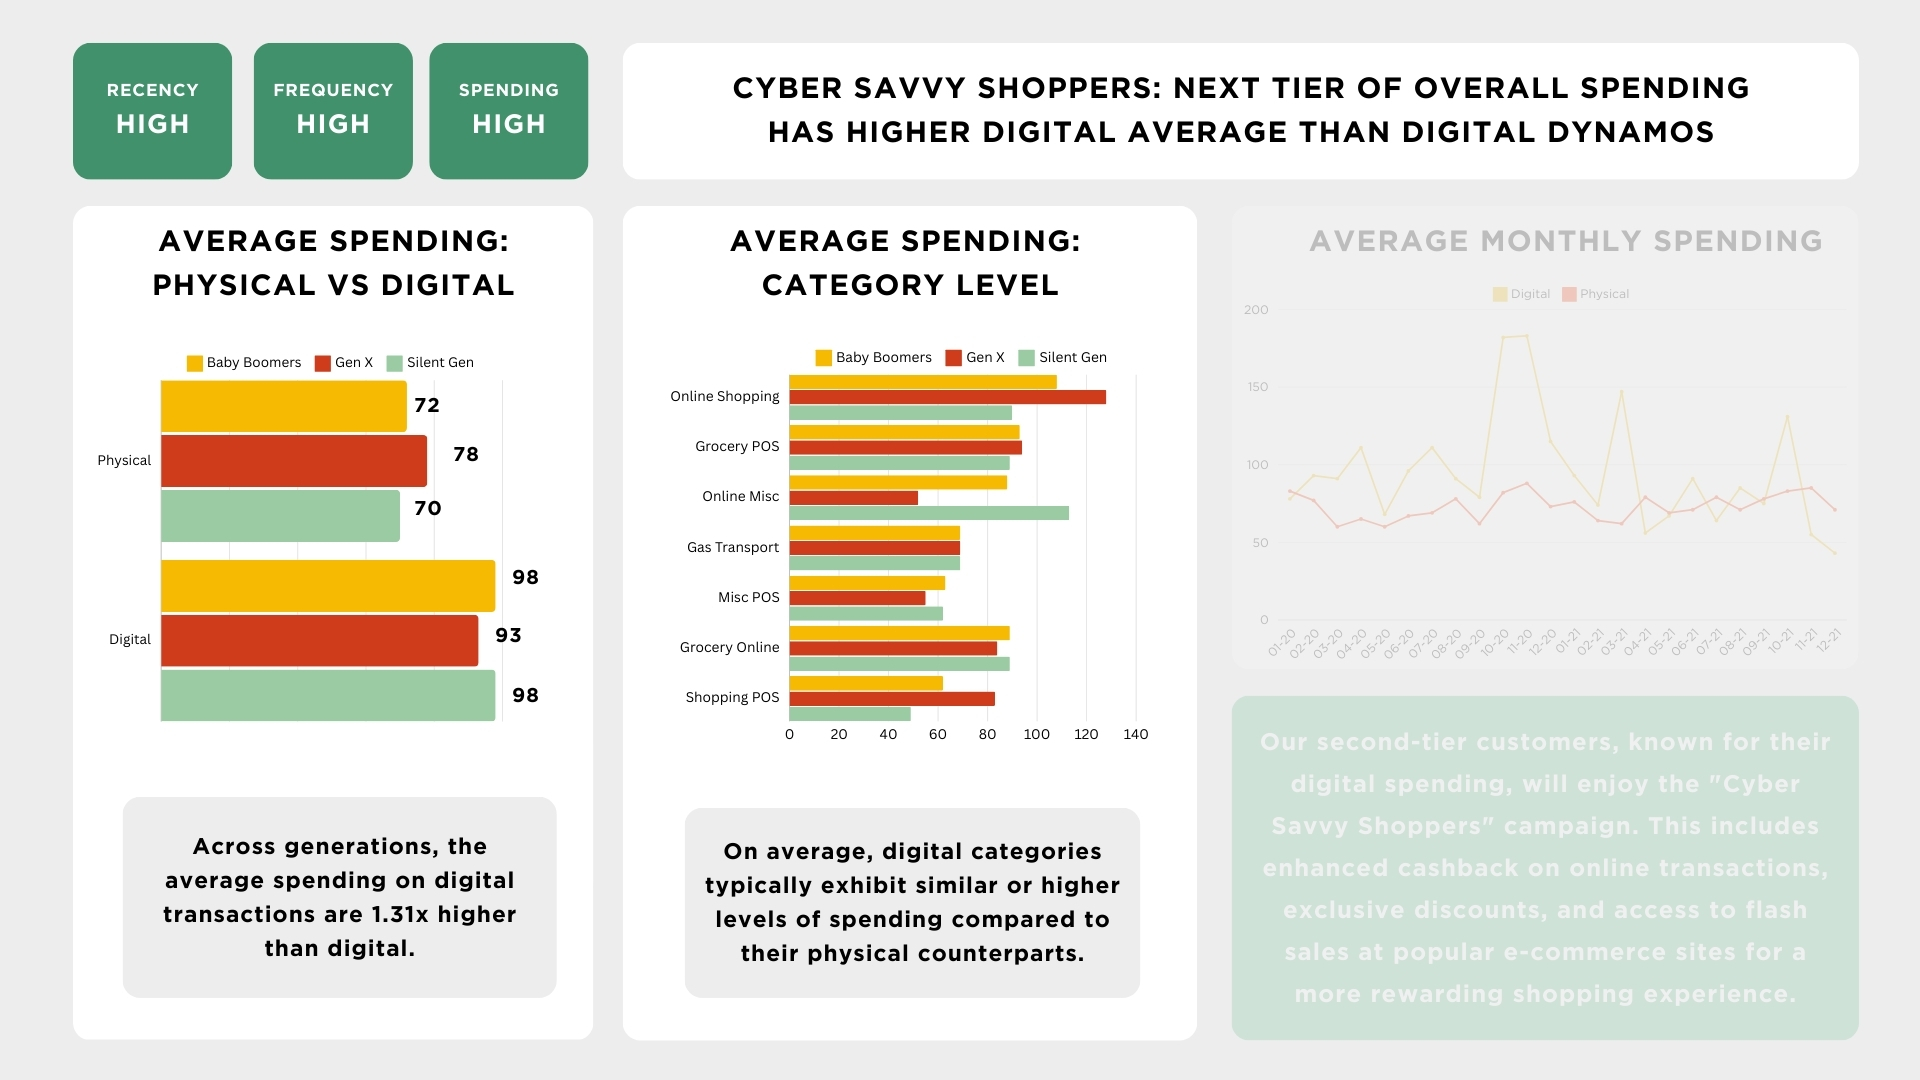 RECENCY
HIGH
FREQUENCY
HIGH
SPENDING
HIGH
CYBER SAVVY SHOPPERS: NEXT TIER OF OVERALL SPENDING
HAS HIGHER DIGITAL AVERAGE THAN DIGITAL DYNAMOS
AVERAGE SPENDING:
PHYSICAL VS DIGITAL
Baby Boomers Gen X Silent Gen
72
Physical 78
70
98
Digital 93
98
Across generations, the
average spending on digital
transactions are 1.31x higher
than digital.
AVERAGE SPENDING:
CATEGORY LEVEL
Baby Boomers Gen X Silent Gen
Online Shopping
Grocery POS
Online Misc
Gas Transport
Misc POS
Grocery Online
Shopping POS
0 20 40 60 80 100 120 140
On average, digital categories
typically exhibit similar or higher
levels of spending compared to
their physical counterparts.
AVERAGE MONTHLY SPENDING
Digital Physical
200
150
100
50
0
01-20 02-20 03-20 04-20 05-20 06-20 07-20 08-20 09-20 10-20 11-20 12-20 01-21 02-21 03-21 04-21 05-21 06-21 07-21 08-21 09-21 10-21 11-21 12-21
Our second-tier customers, known for their
digital spending, will enjoy the "Cyber
Savvy Shoppers" campaign. This includes
enhanced cashback on online transactions,
exclusive discounts, and access to flash
sales at popular e-commerce sites for a
more rewarding shopping experience.